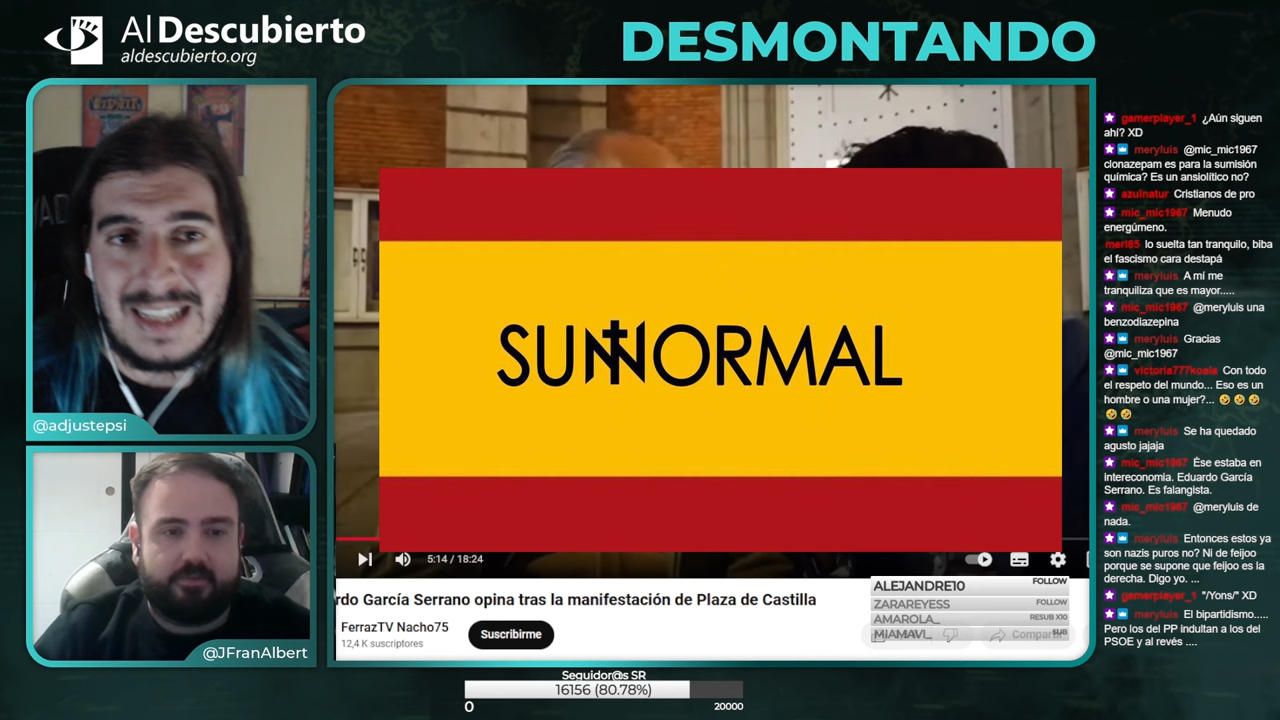 Al Descubierto
aldescubierto.org
DESMONTANDO
@adjustepsi
@JFranAlbert
SUNNORMAL
5:14 / 18:24
rdo García Serrano opina tras la manifestación de Plaza de Castilla
FerrazTV Nacho75
12,4 K suscriptores
Suscribirme
Compartir
ALEJANDRE10 FOLLOW
ZARAREYESS FOLLOW
AMAROLA_ RESUB X10
MIAMAVI_ SUB
Seguidor@s SR
16156 (80.78%)
0 20000
gamerplayer_1 ¿Aún siguen
ahí? XD
meryluis @mic_mic1967
clonazepam es para la sumisión
química? Es un ansiolítico no?
azulnatur Cristianos de pro
mic_mic1967 Menudo
energúmeno.
meri85 lo suelta tan tranquilo, biba
el fascismo cara destapá
meryluis A mí me
tranquiliza que es mayor.....
mic_mic1967 @meryluis una
benzodiazepina
meryluis Gracias
@mic_mic1967
victoria777koala Con todo
el respeto del mundo... Eso es un
hombre o una mujer?... 🤣 🤣 🤣
🤣 🤣
meryluis Se ha quedado
agusto jajaja
mic_mic1967 Ése estaba en
intereconomia. Eduardo García
Serrano. Es falangista.
mic_mic1967 @meryluis de
nada.
meryluis Entonces estos ya
son nazis puros no? Ni de feijoo
porque se supone que feijoo es la
derecha. Digo yo. ...
gamerplayer_1 "/Yons/" XD
meryluis El bipartidismo.....
Pero los del PP indultan a los del
PSOE y al revés ....